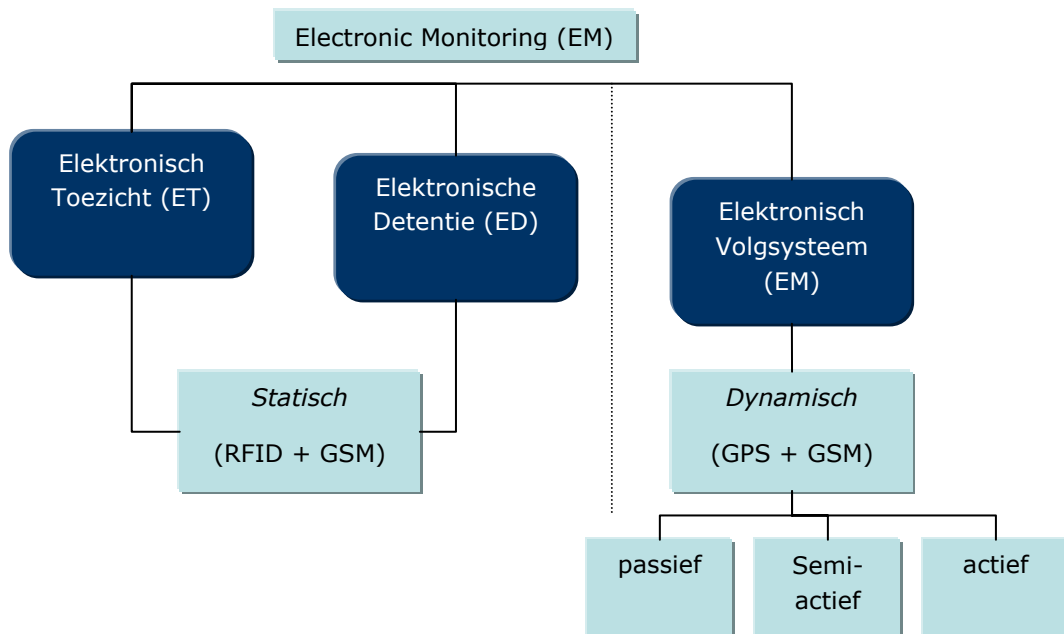 Electronic Monitoring (EM)
Elektronisch
Toezicht (ET)
Elektronische
Detentie (ED)
Elektronisch
Volgsysteem
(EM)
Statisch
(RFID + GSM)
Dynamisch
(GPS + GSM)
passief
Semi-
actief
actief